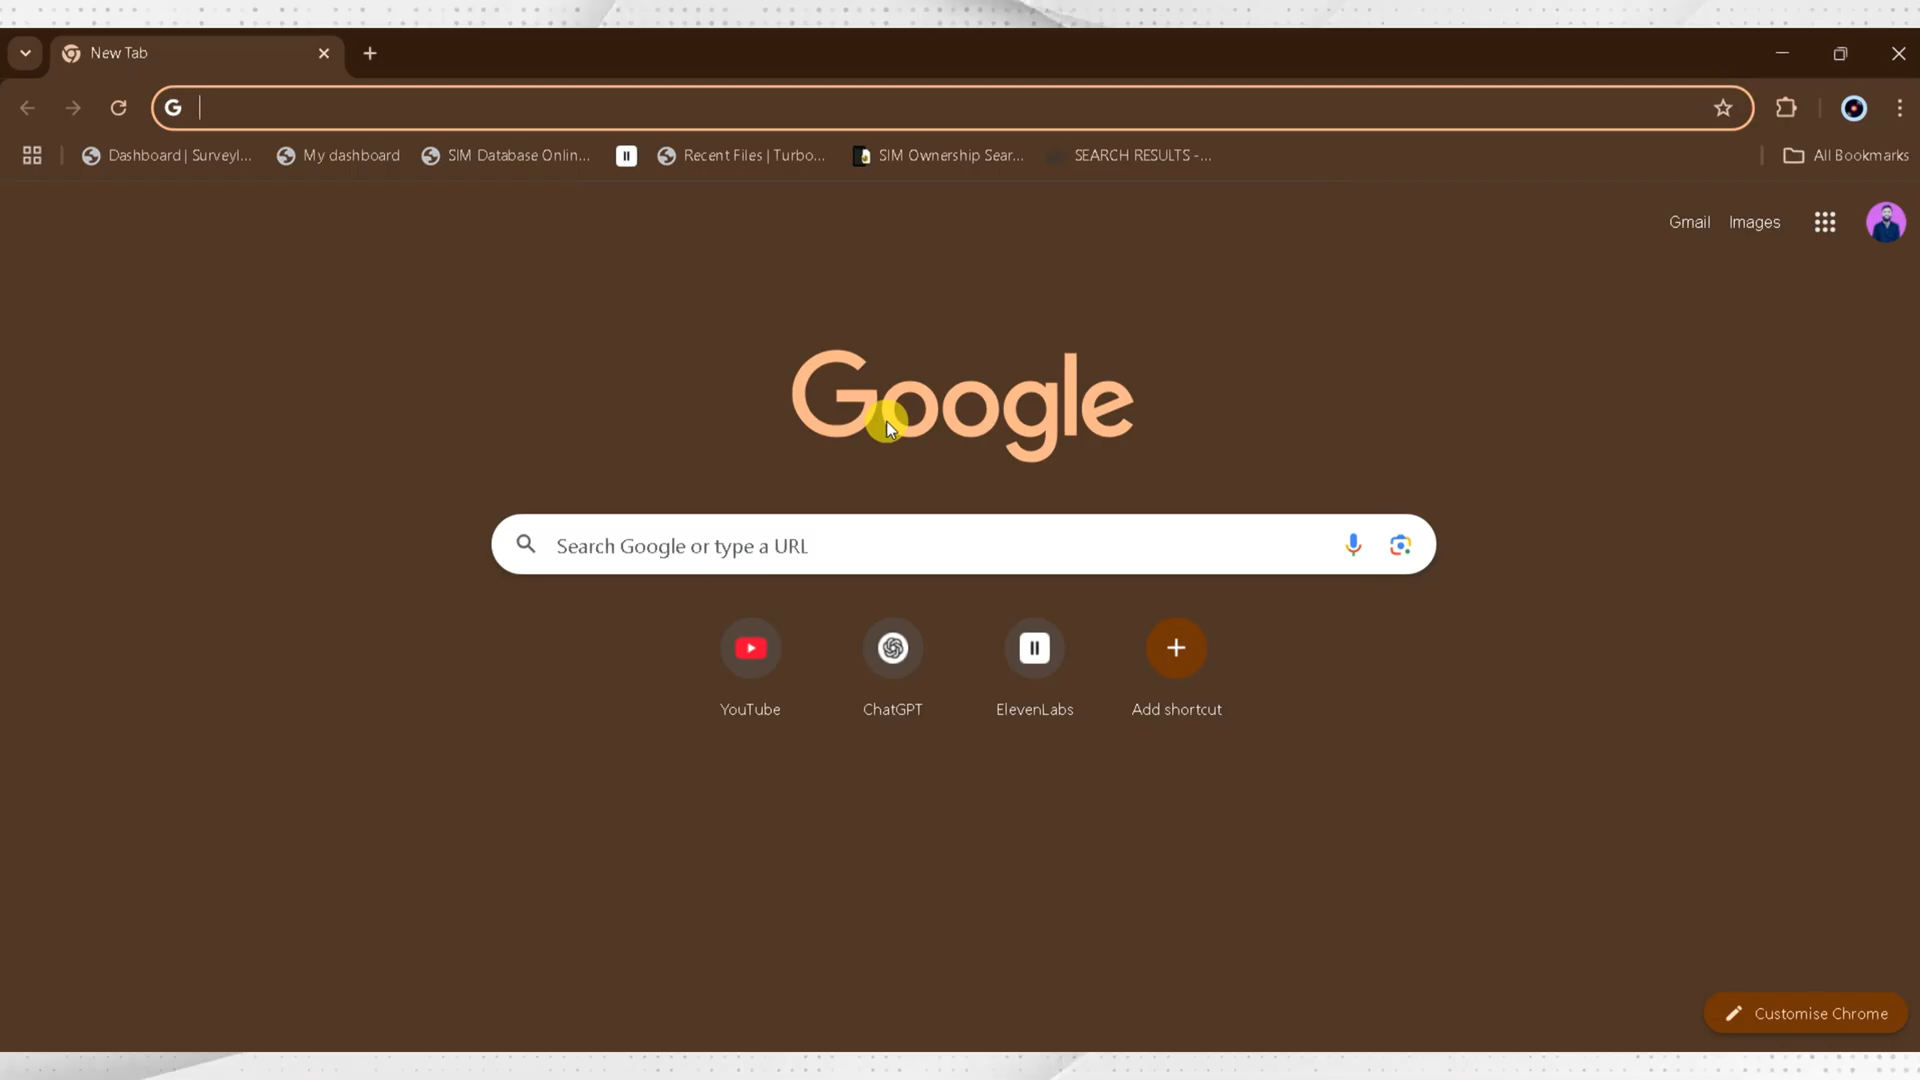 New Tab
Dashboard | Surveyl...
My dashboard
SIM Database Onlin...
Recent Files | Turbo...
SIM Ownership Sear...
SEARCH RESULTS -...
All Bookmarks
Gmail
Images
Google
Search Google or type a URL
YouTube
ChatGPT
ElevenLabs
Add shortcut
Customise Chrome